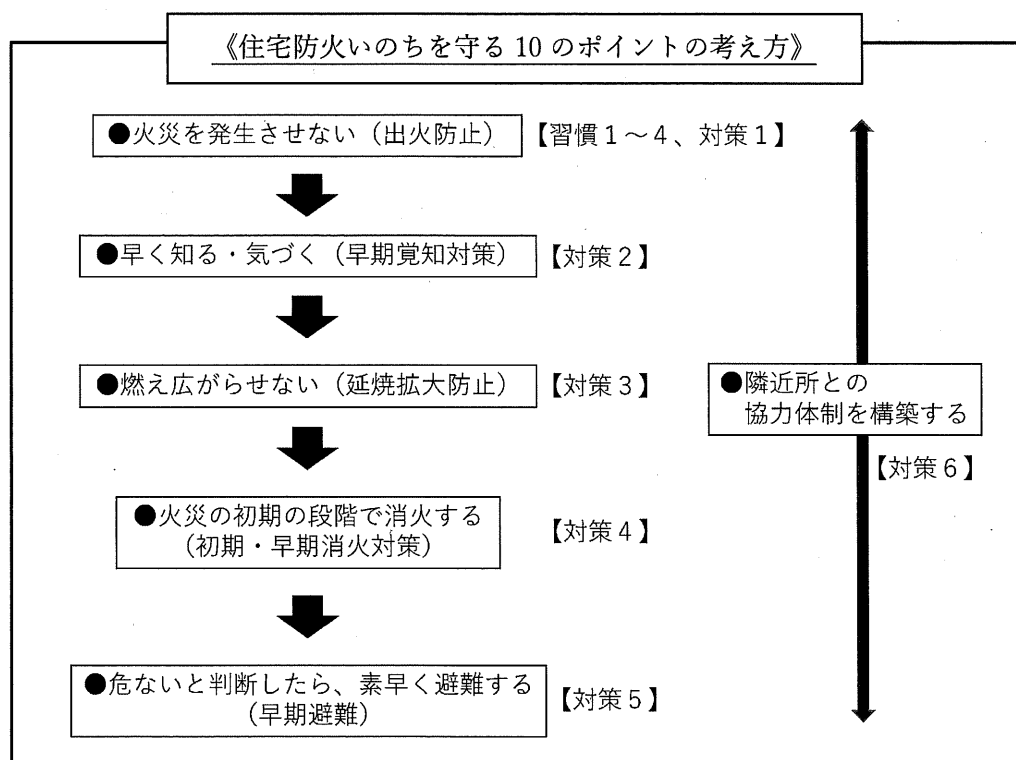 《住宅防火いのちを守る 10 のポイントの考え方》
●火災を発生させない（出火防止）
【習慣1～4、対策1】
●早く知る・気づく（早期覚知対策）
【対策2】
●燃え広がらせない（延焼拡大防止）
【対策3】
●隣近所との
協力体制を構築する
【対策6】
●火災の初期の段階で消火する
（初期・早期消火対策）
【対策4】
●危ないと判断したら、素早く避難する
（早期避難）
【対策5】